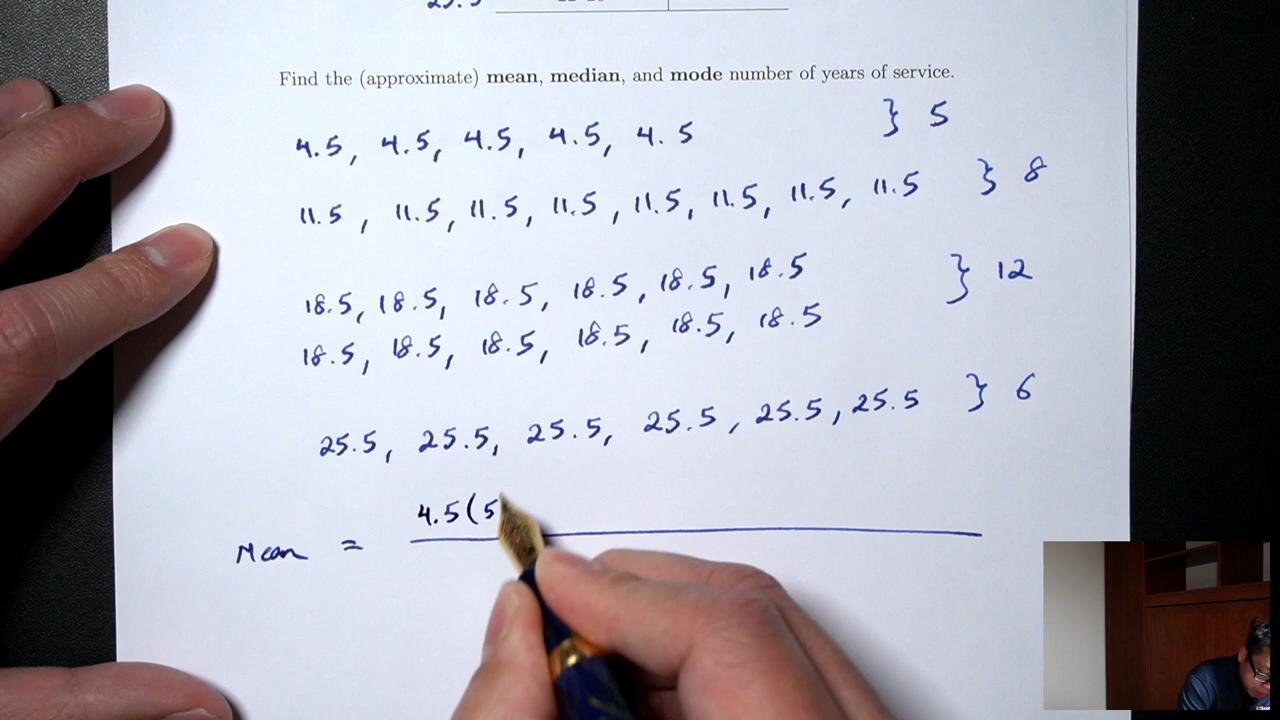 25.5
Find the (approximate) mean, median, and mode number of years of service.
4.5, 4.5, 4.5, 4.5, 4.5 } 5
11.5, 11.5, 11.5, 11.5, 11.5, 11.5, 11.5, 11.5 } 8
18.5, 18.5, 18.5, 18.5, 18.5, 18.5 } 12
18.5, 18.5, 18.5, 18.5, 18.5, 18.5
25.5, 25.5, 25.5, 25.5, 25.5, 25.5 } 6
4.5(5
Mean =